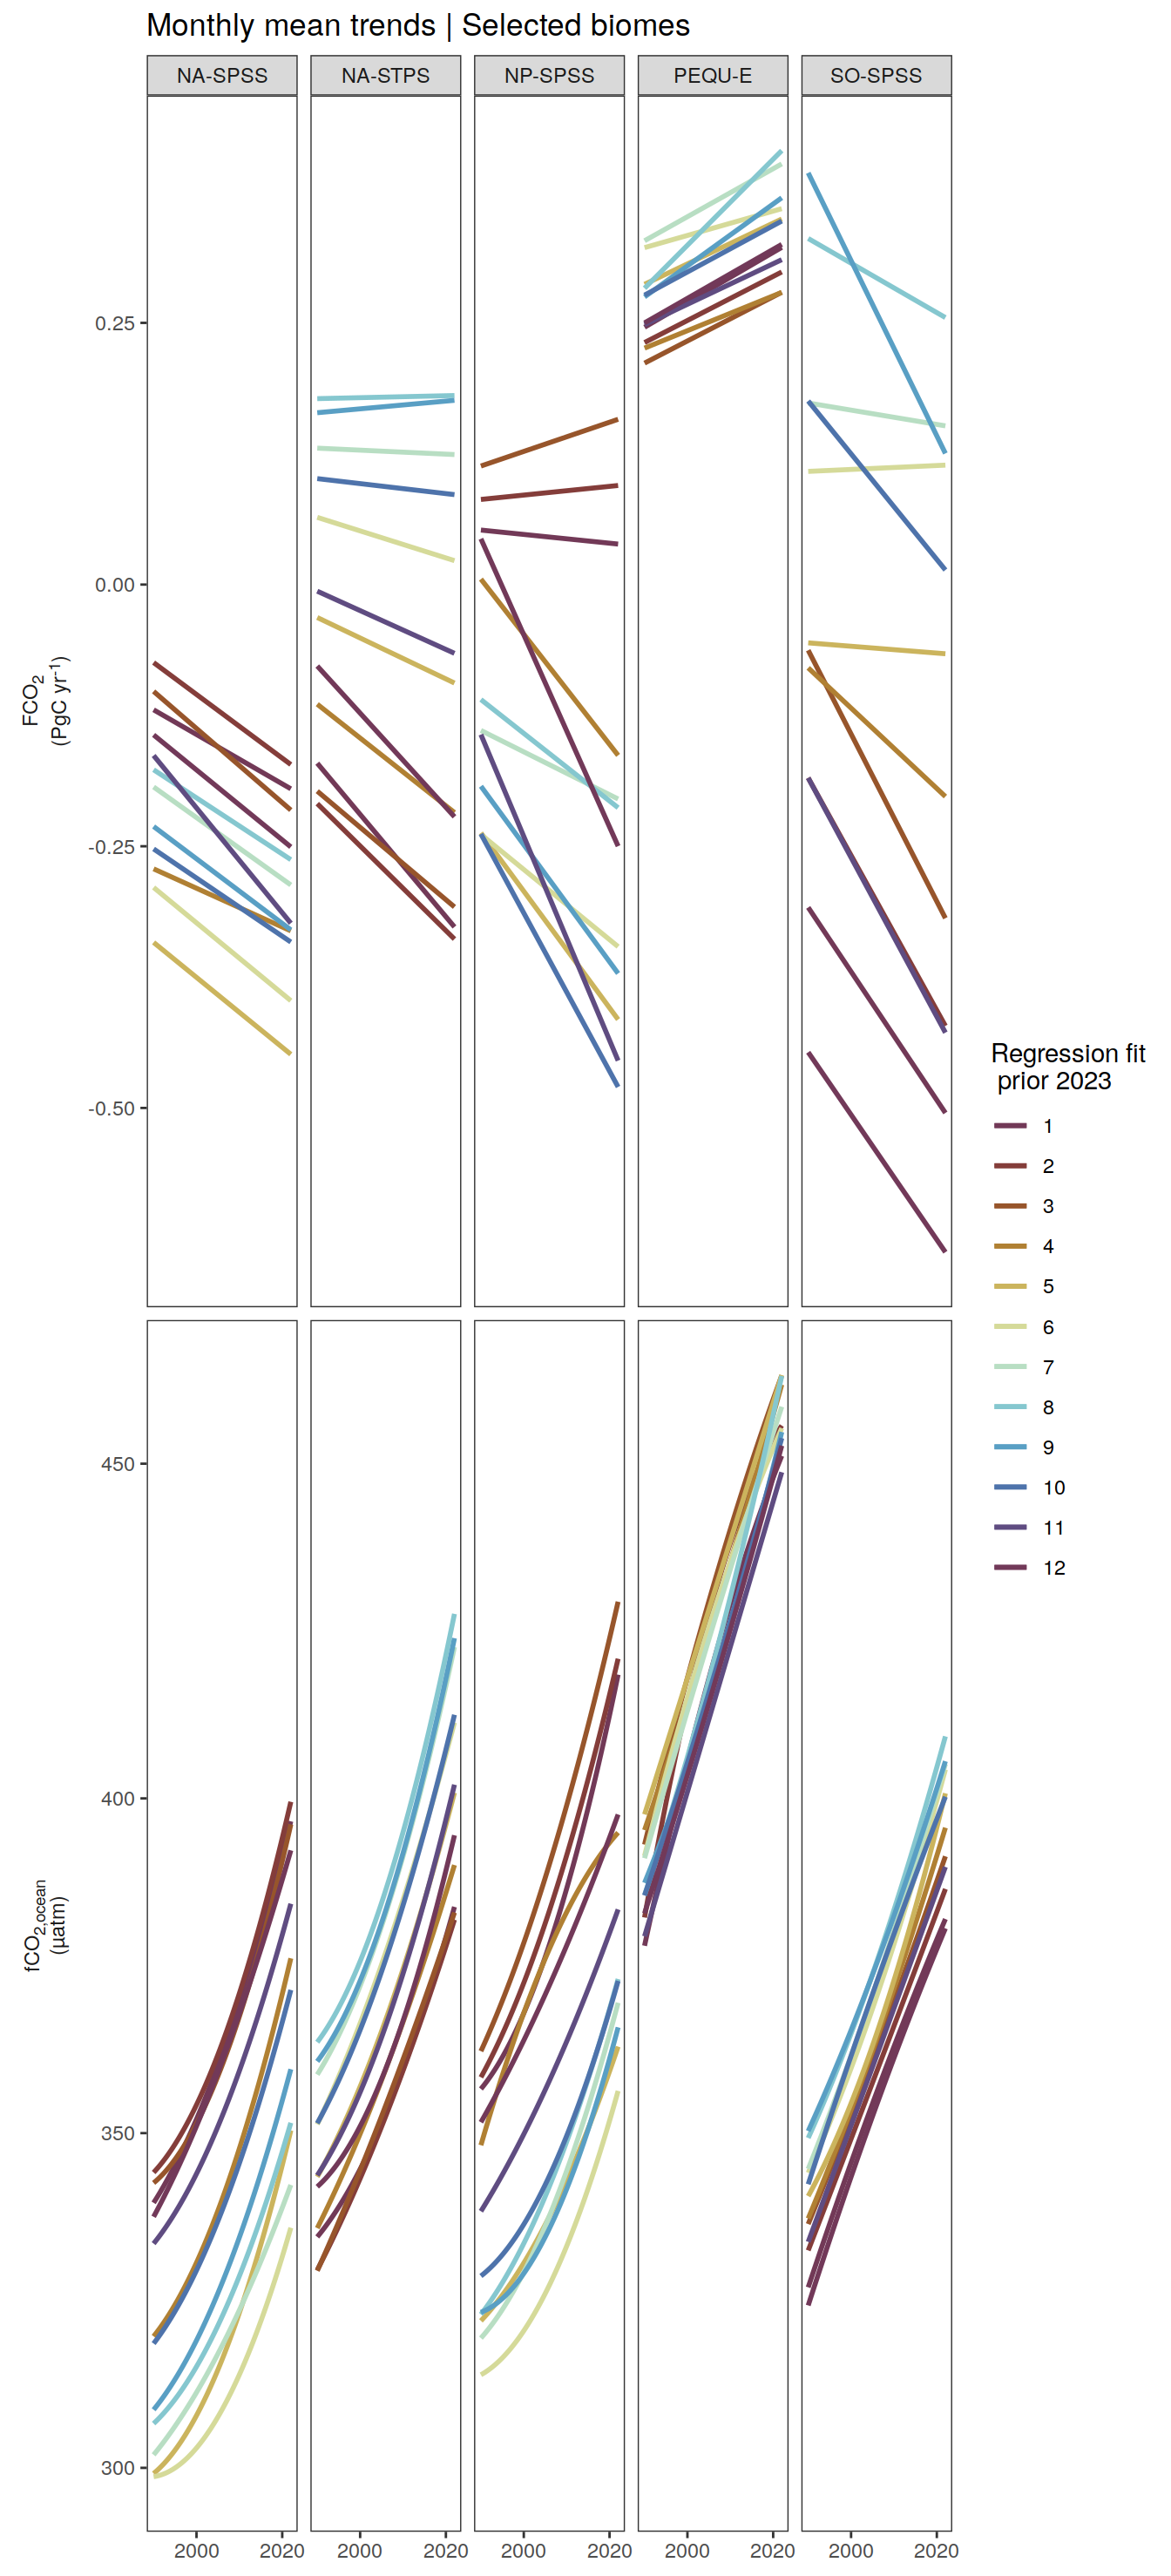 Monthly mean trends | Selected biomes
NA-SPSS NA-STPS NP-SPSS PEQU-E SO-SPSS
FCO₂
(PgC yr⁻¹)
0.25
0.00
-0.25
-0.50
fCO₂,ocean
(µatm)
450
400
350
300
2000 2020 2000 2020 2000 2020 2000 2020 2000 2020
Regression fit
prior 2023
1
2
3
4
5
6
7
8
9
10
11
12